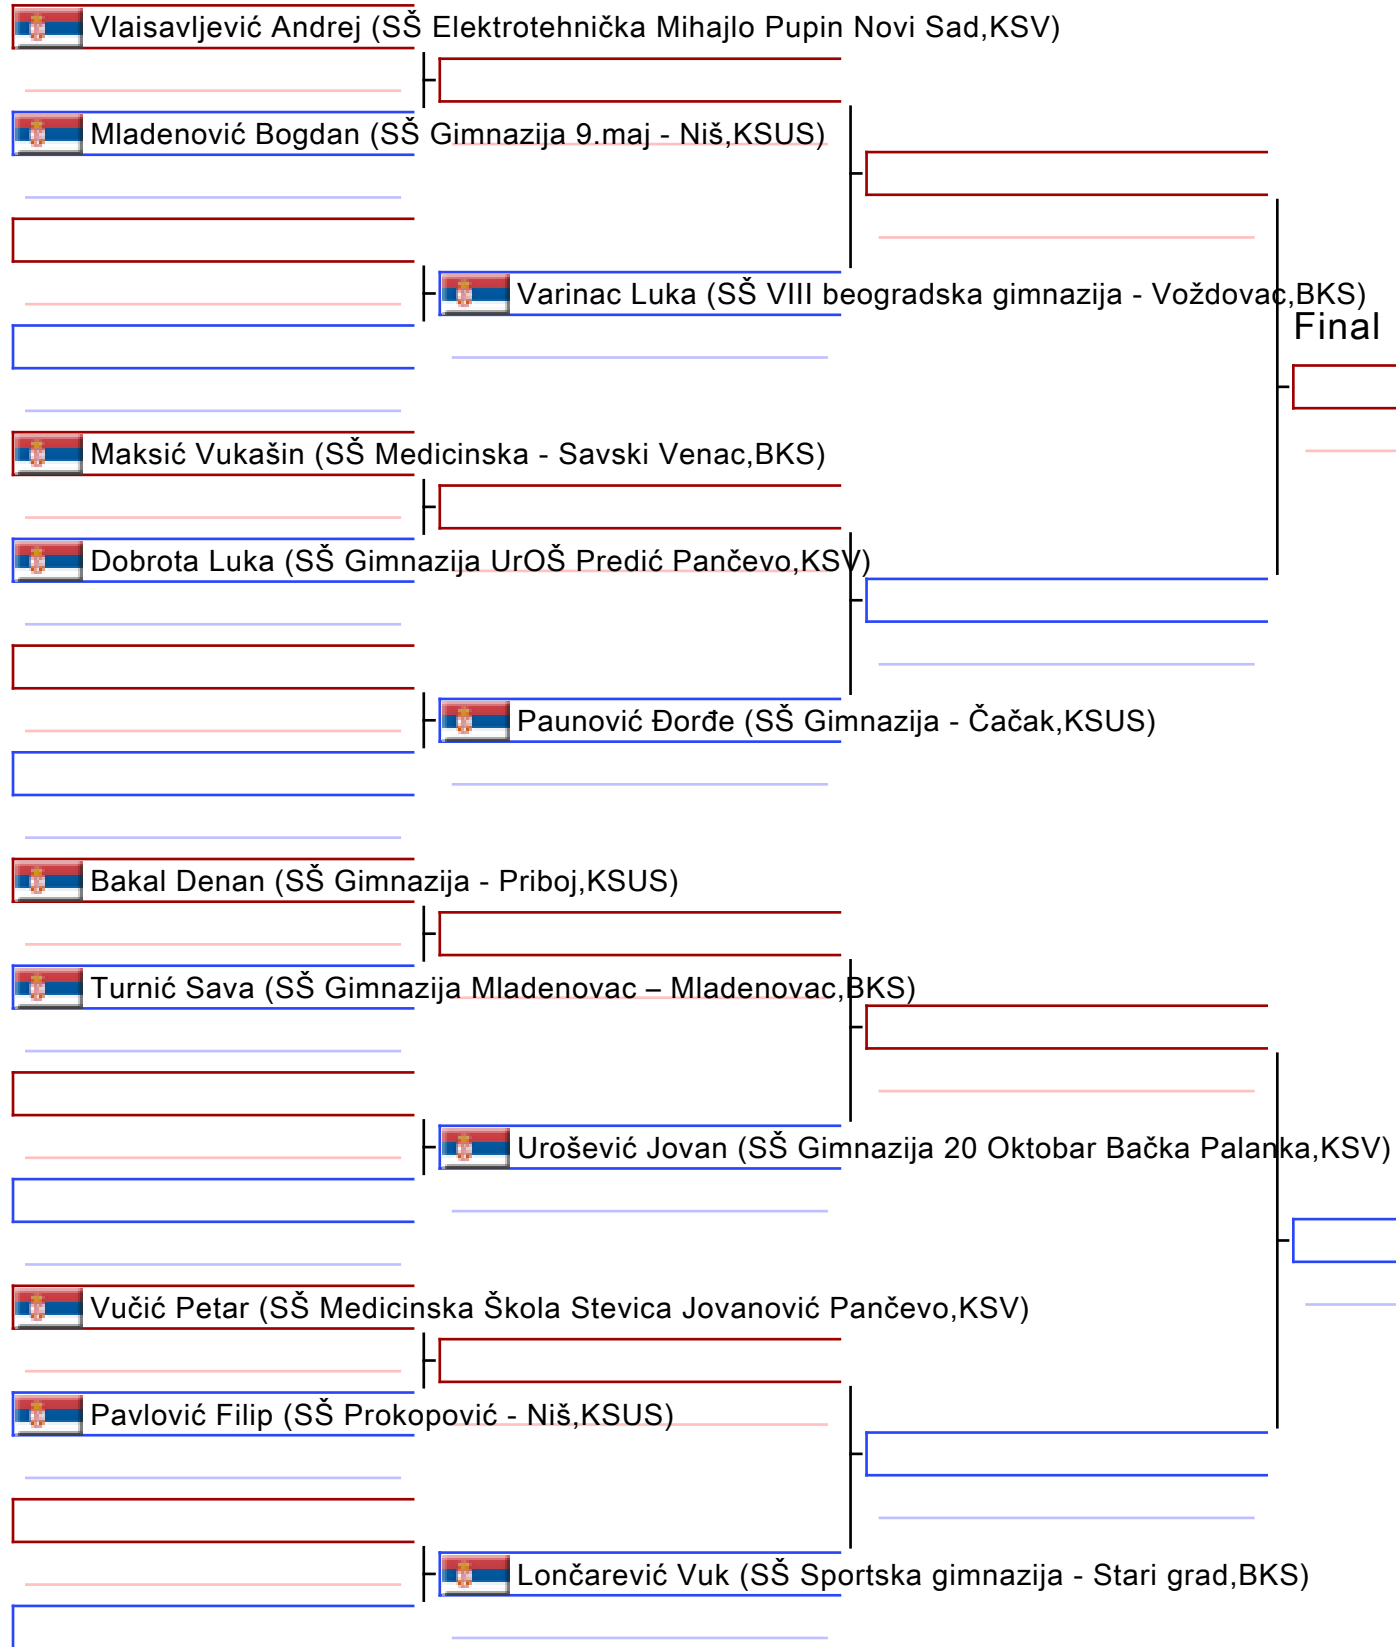 Vlaisavljević Andrej (SŠ Elektrotehnička Mihajlo Pupin Novi Sad,KSV)
Mladenović Bogdan (SŠ Gimnazija 9.maj - Niš,KSUS)
Varinac Luka (SŠ VIII beogradska gimnazija - Voždovac,BKS)
Final
Maksić Vukašin (SŠ Medicinska - Savski Venac,BKS)
Dobrota Luka (SŠ Gimnazija UrOŠ Predić Pančevo,KSV)
Paunović Đorđe (SŠ Gimnazija - Čačak,KSUS)
Bakal Denan (SŠ Gimnazija - Priboj,KSUS)
Turnić Sava (SŠ Gimnazija Mladenovac – Mladenovac,BKS)
Urošević Jovan (SŠ Gimnazija 20 Oktobar Bačka Palanka,KSV)
Vučić Petar (SŠ Medicinska Škola Stevica Jovanović Pančevo,KSV)
Pavlović Filip (SŠ Prokopović - Niš,KSUS)
Lončarević Vuk (SŠ Sportska gimnazija - Stari grad,BKS)